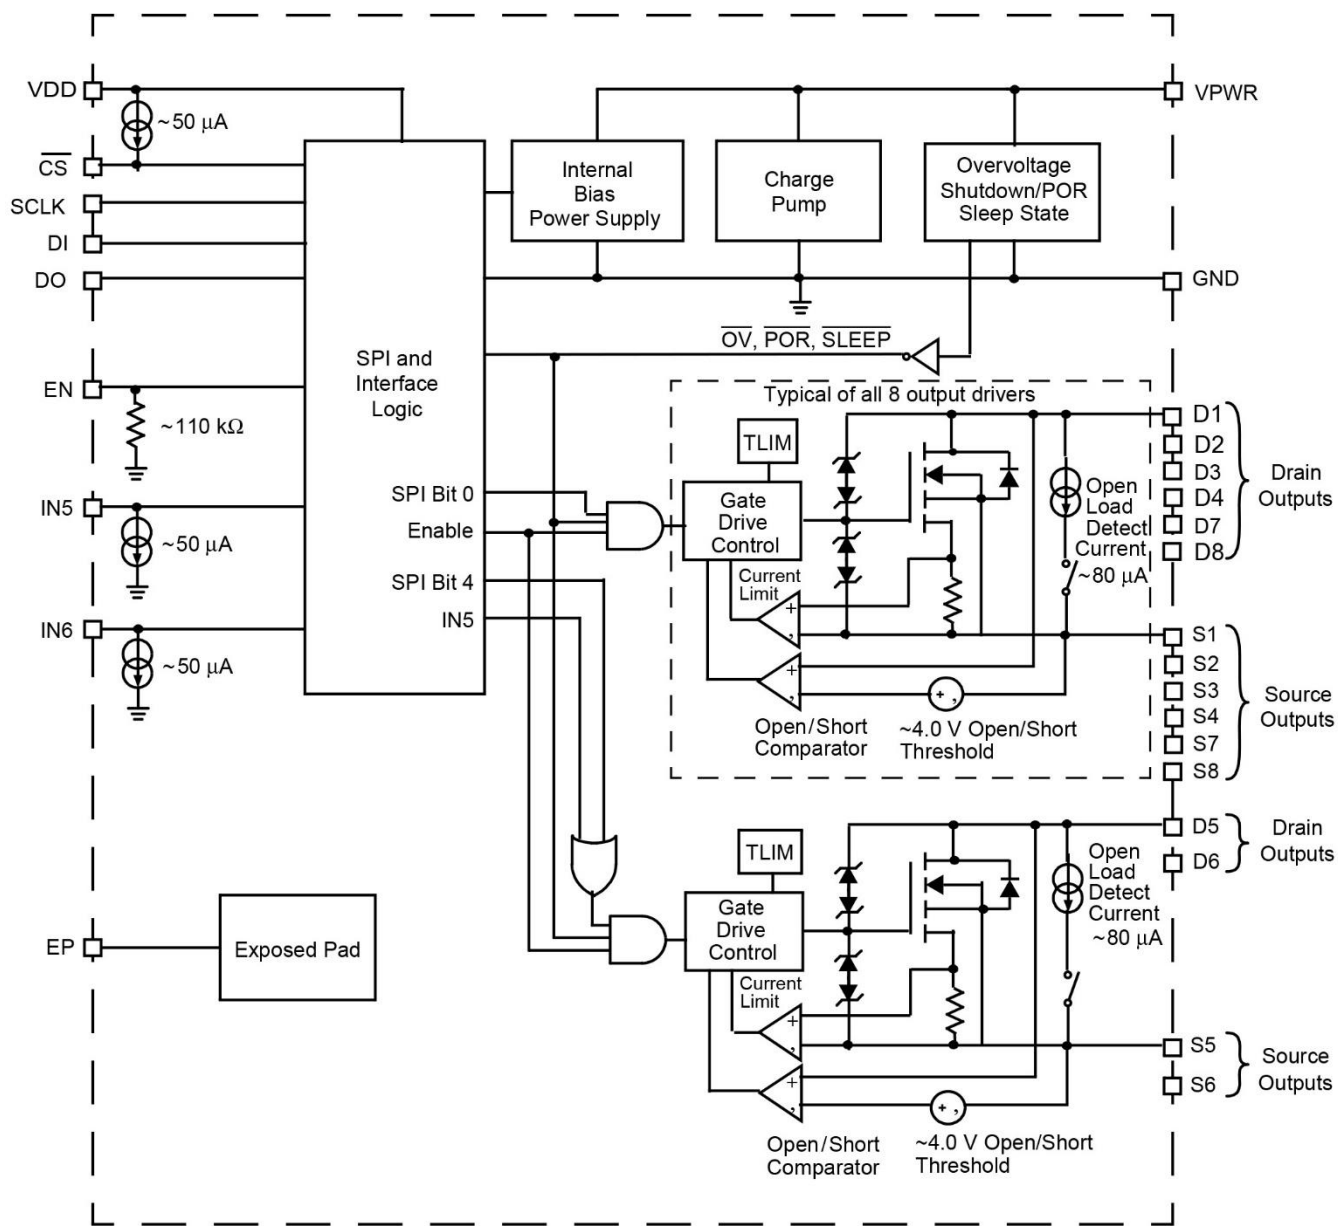 VDD
~50 µA
CS
SCLK
DI
DO
EN
~110 kΩ
IN5
~50 µA
IN6
~50 µA
EP
Exposed Pad
SPI and
Interface
Logic
SPI Bit 0
Enable
SPI Bit 4
IN5
Internal
Bias
Power Supply
Charge
Pump
Overvoltage
Shutdown/POR
Sleep State
VPWR
GND
OV, POR, SLEEP
Typical of all 8 output drivers
TLIM
Gate
Drive
Control
Current
Limit
+
,
+
,
Open/Short
Comparator
+ ,
~4.0 V Open/Short
Threshold
Open
Load
Detect
Current
~80 µA
D1
D2
D3
D4
D7
D8
Drain
Outputs
S1
S2
S3
S4
S7
S8
Source
Outputs
TLIM
Gate
Drive
Control
Current
Limit
+
,
+
,
Open/Short
Comparator
+ ,
~4.0 V Open/Short
Threshold
Open
Load
Detect
Current
~80 µA
D5
D6
Drain
Outputs
S5
S6
Source
Outputs